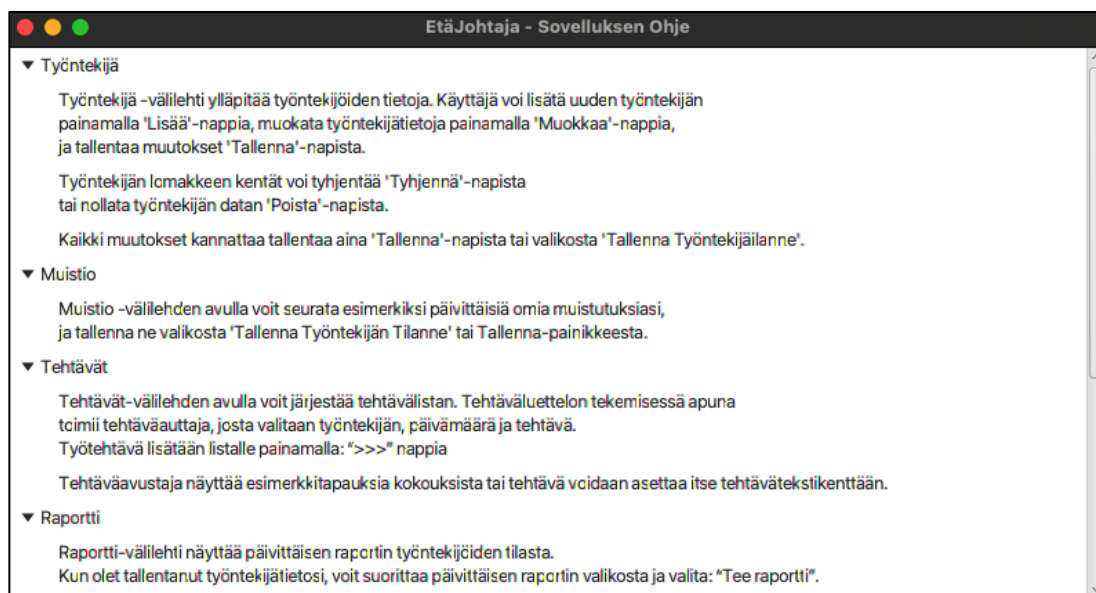 EtäJohtaja - Sovelluksen Ohje
Työntekijä
Työntekijä -välilehti ylläpitää työntekijöiden tietoja. Käyttäjä voi lisätä uuden työntekijän
painamalla 'Lisää'-nappia, muokata työntekijätietoja painamalla 'Muokkaa'-nappia,
ja tallentaa muutokset 'Tallenna'-napista.
Työntekijän lomakkeen kentät voi tyhjentää 'Tyhjennä'-napista
tai nollata työntekijän datan 'Poista'-napista.
Kaikki muutokset kannattaa tallentaa aina 'Tallenna'-napista tai valikosta 'Tallenna Työntekijäilanne'.
Muistio
Muistio -välilehden avulla voit seurata esimerkiksi päivittäisiä omia muistutuksiasi,
ja tallenna ne valikosta 'Tallenna Työntekijän Tilanne' tai Tallenna-painikkeesta.
Tehtävät
Tehtävät-välilehden avulla voit järjestää tehtävälistan. Tehtäväluettelon tekemisessä apuna
toimii tehtäväauttaja, josta valitaan työntekijän, päivämäärä ja tehtävä.
Työtehtävä lisätään listalle painamalla: “>>>” nappia
Tehtäväavustaja näyttää esimerkkitapauksia kokouksista tai tehtävä voidaan asettaa itse tehtävätekstikenttään.
Raportti
Raportti-välilehti näyttää päivittäisen raportin työntekijöiden tilasta.
Kun olet tallentanut työntekijätietosi, voit suorittaa päivittäisen raportin valikosta ja valita: “Tee raportti”.